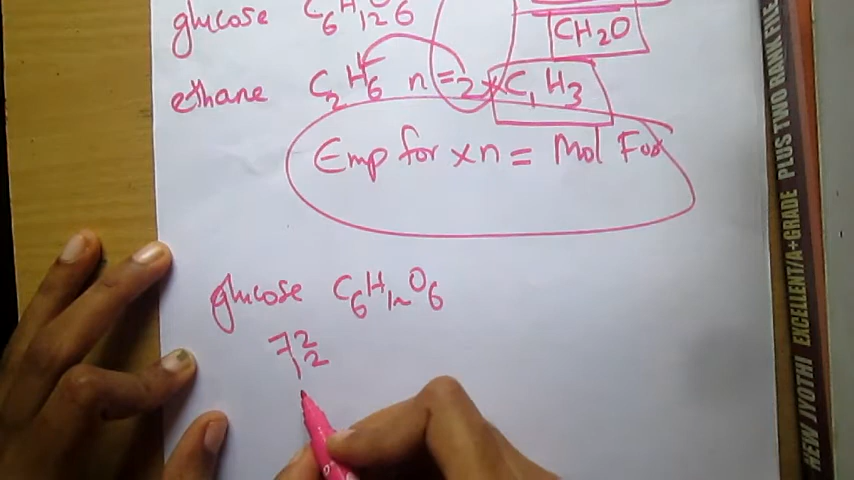 glucose C6H12O6
CH2O
ethane C2H6 n = 2 × C1H3
Emp for × n = Mol For
glucose C6H12O6
72
12
NEW JYOTHI EXCELLENT/A+GRADE PLUS TWO RANK FILE